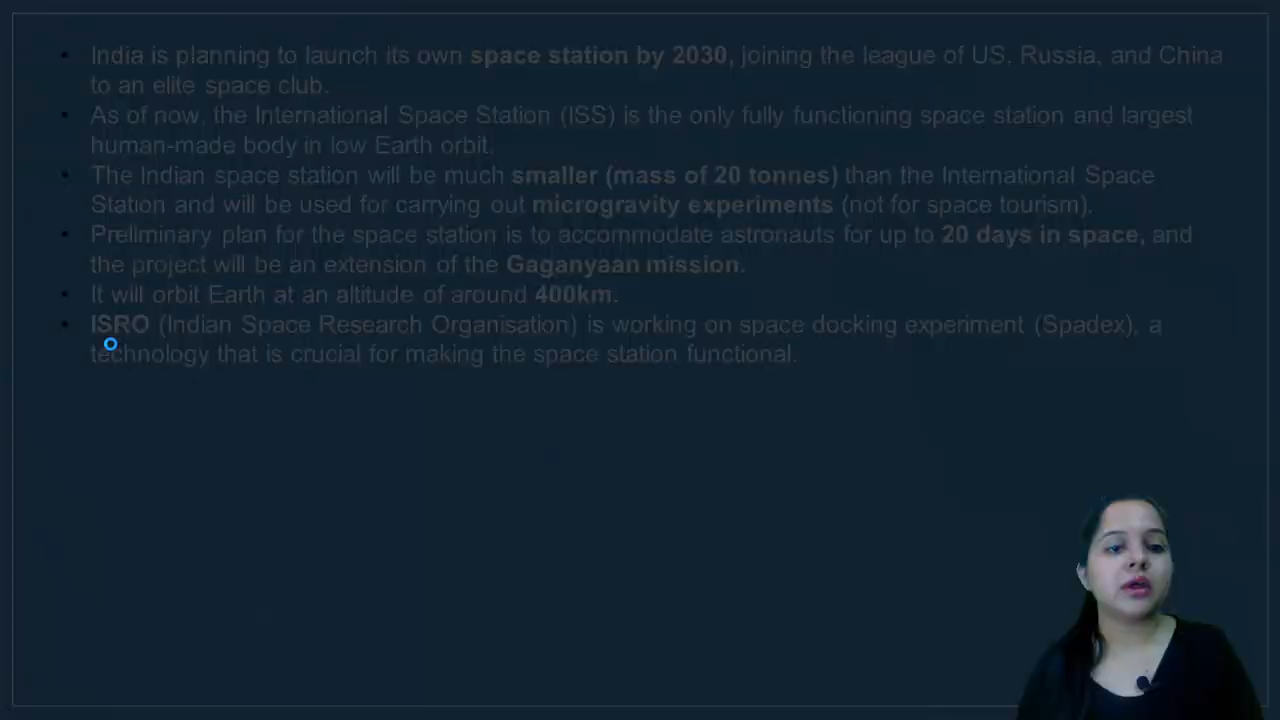 • India is planning to launch its own space station by 2030, joining the league of US, Russia, and China
to an elite space club.
• As of now, the International Space Station (ISS) is the only fully functioning space station and largest
human-made body in low Earth orbit.
• The Indian space station will be much smaller (mass of 20 tonnes) than the International Space
Station and will be used for carrying out microgravity experiments (not for space tourism).
• Preliminary plan for the space station is to accommodate astronauts for up to 20 days in space, and
the project will be an extension of the Gaganyaan mission.
• It will orbit Earth at an altitude of around 400km.
• ISRO (Indian Space Research Organisation) is working on space docking experiment (Spadex), a
technology that is crucial for making the space station functional.